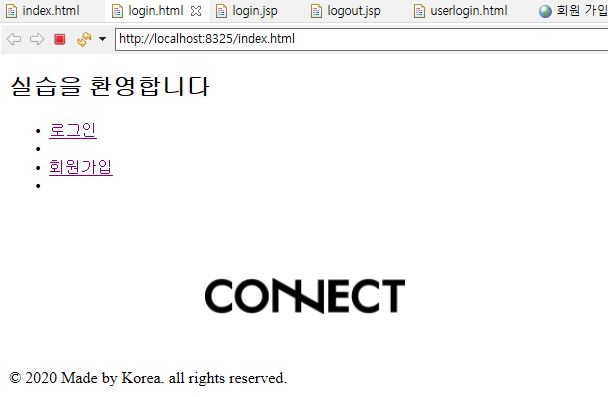 index.html login.html login.jsp logout.jsp userlogin.html 회원 가입
http://localhost:8325/index.html
실습을 환영합니다
로그인
회원가입
CONNECT
© 2020 Made by Korea. all rights reserved.